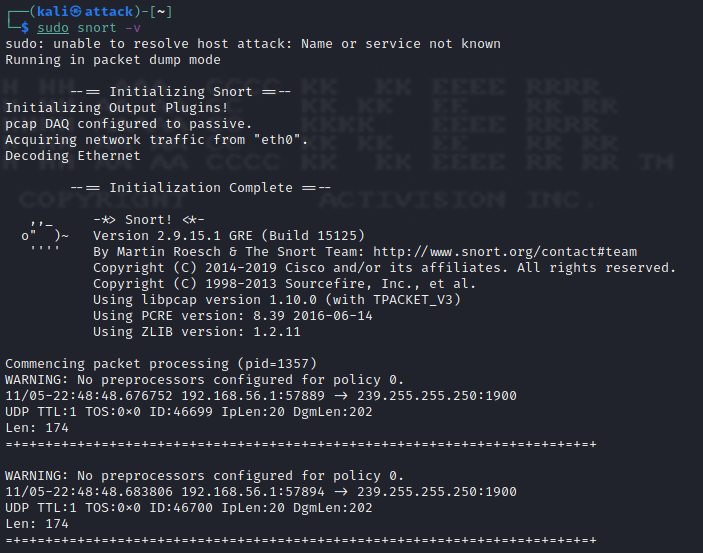 ┌──(kali㉿attack)-[~]
└─$ sudo snort -v
sudo: unable to resolve host attack: Name or service not known
Running in packet dump mode
--== Initializing Snort ==--
Initializing Output Plugins!
pcap DAQ configured to passive.
Acquiring network traffic from "eth0".
Decoding Ethernet
--== Initialization Complete ==--
,,_     -*> Snort! <*-
o"  )~   Version 2.9.15.1 GRE (Build 15125)
''''    By Martin Roesch & The Snort Team: http://www.snort.org/contact#team
Copyright (C) 2014-2019 Cisco and/or its affiliates. All rights reserved.
Copyright (C) 1998-2013 Sourcefire, Inc., et al.
Using libpcap version 1.10.0 (with TPACKET_V3)
Using PCRE version: 8.39 2016-06-14
Using ZLIB version: 1.2.11
Commencing packet processing (pid=1357)
WARNING: No preprocessors configured for policy 0.
11/05-22:48:48.676752 192.168.56.1:57889 -> 239.255.255.250:1900
UDP TTL:1 TOS:0×0 ID:46699 IpLen:20 DgmLen:202
Len: 174
=+=+=+=+=+=+=+=+=+=+=+=+=+=+=+=+=+=+=+=+=+=+=+=+=+=+=+=+=+=+=+=+=+=+=+=+=+
WARNING: No preprocessors configured for policy 0.
11/05-22:48:48.683806 192.168.56.1:57894 -> 239.255.255.250:1900
UDP TTL:1 TOS:0×0 ID:46700 IpLen:20 DgmLen:202
Len: 174
=+=+=+=+=+=+=+=+=+=+=+=+=+=+=+=+=+=+=+=+=+=+=+=+=+=+=+=+=+=+=+=+=+=+=+=+=+
COPYRIGHT ACTIVISION INC.